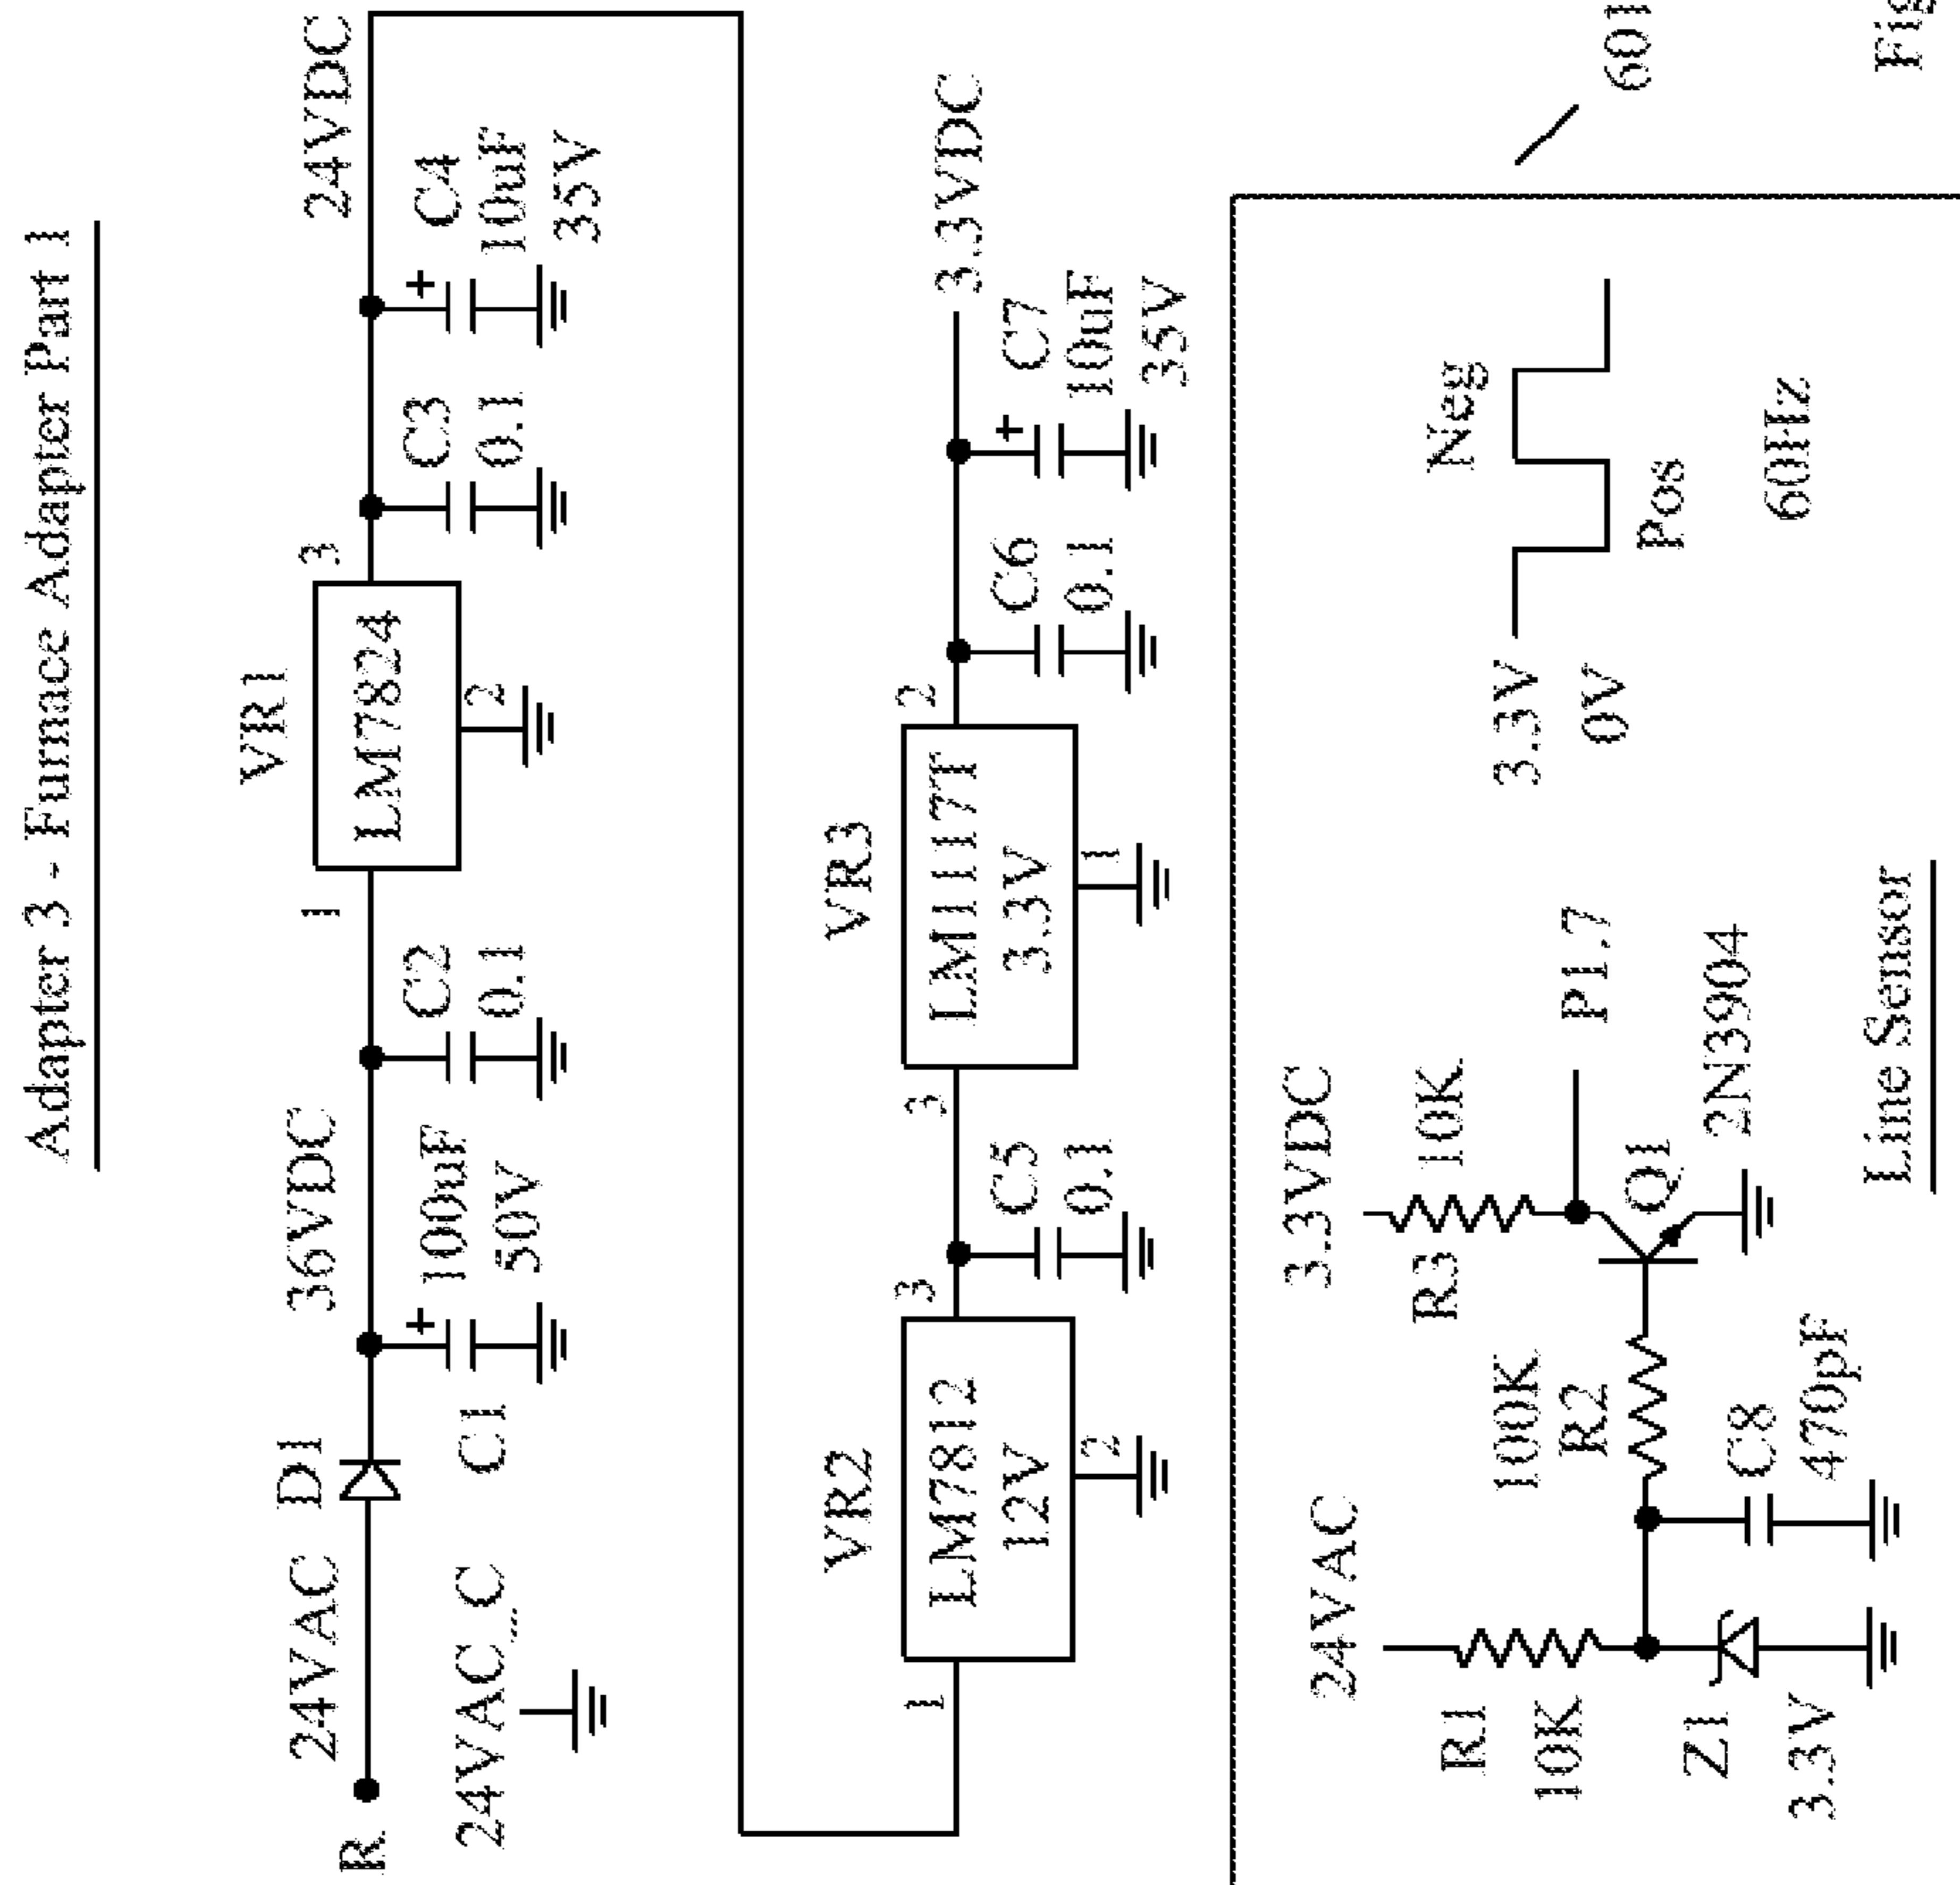 Adapter 3 - Furnace Adapter Part 1
R
24VAC
24VAC_C
D1
36VDC
C1
100uF
50V
C2
0.1
1
VR1
LM7824
2
3
C3
0.1
24VDC
C4
10uF
35V
1
VR2
LM7812
12V
2
3
C5
0.1
3
VR3
LM1117T
3.3V
1
2
C6
0.1
3.3VDC
C7
10uF
35V
24VAC
R1
10K
Z1
3.3V
100K
R2
C8
470pF
3.3VDC
R3
10K
P1.7
Q1
2N3904
Line Sensor
3.3V
0V
Neg
Pos
60Hz
601
Fig